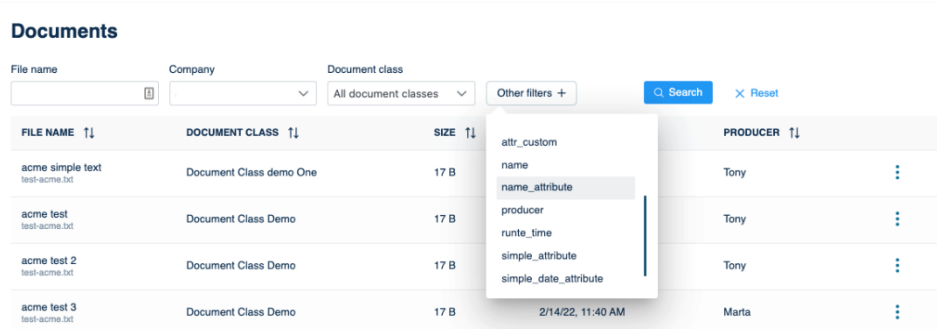 Documents
File name
Company
Document class
All document classes
Other filters +
Search
Reset
FILE NAME
DOCUMENT CLASS
SIZE
PRODUCER
attr_custom
name
name_attribute
producer
runte_time
simple_attribute
simple_date_attribute
acme simple text
test-acme.txt
Document Class demo One
17 B
Tony
acme test
test-acme.txt
Document Class Demo
17 B
Tony
acme test 2
test-acme.txt
Document Class Demo
17 B
Tony
acme test 3
test-acme.txt
Document Class Demo
17 B
2/14/22, 11:40 AM
Marta